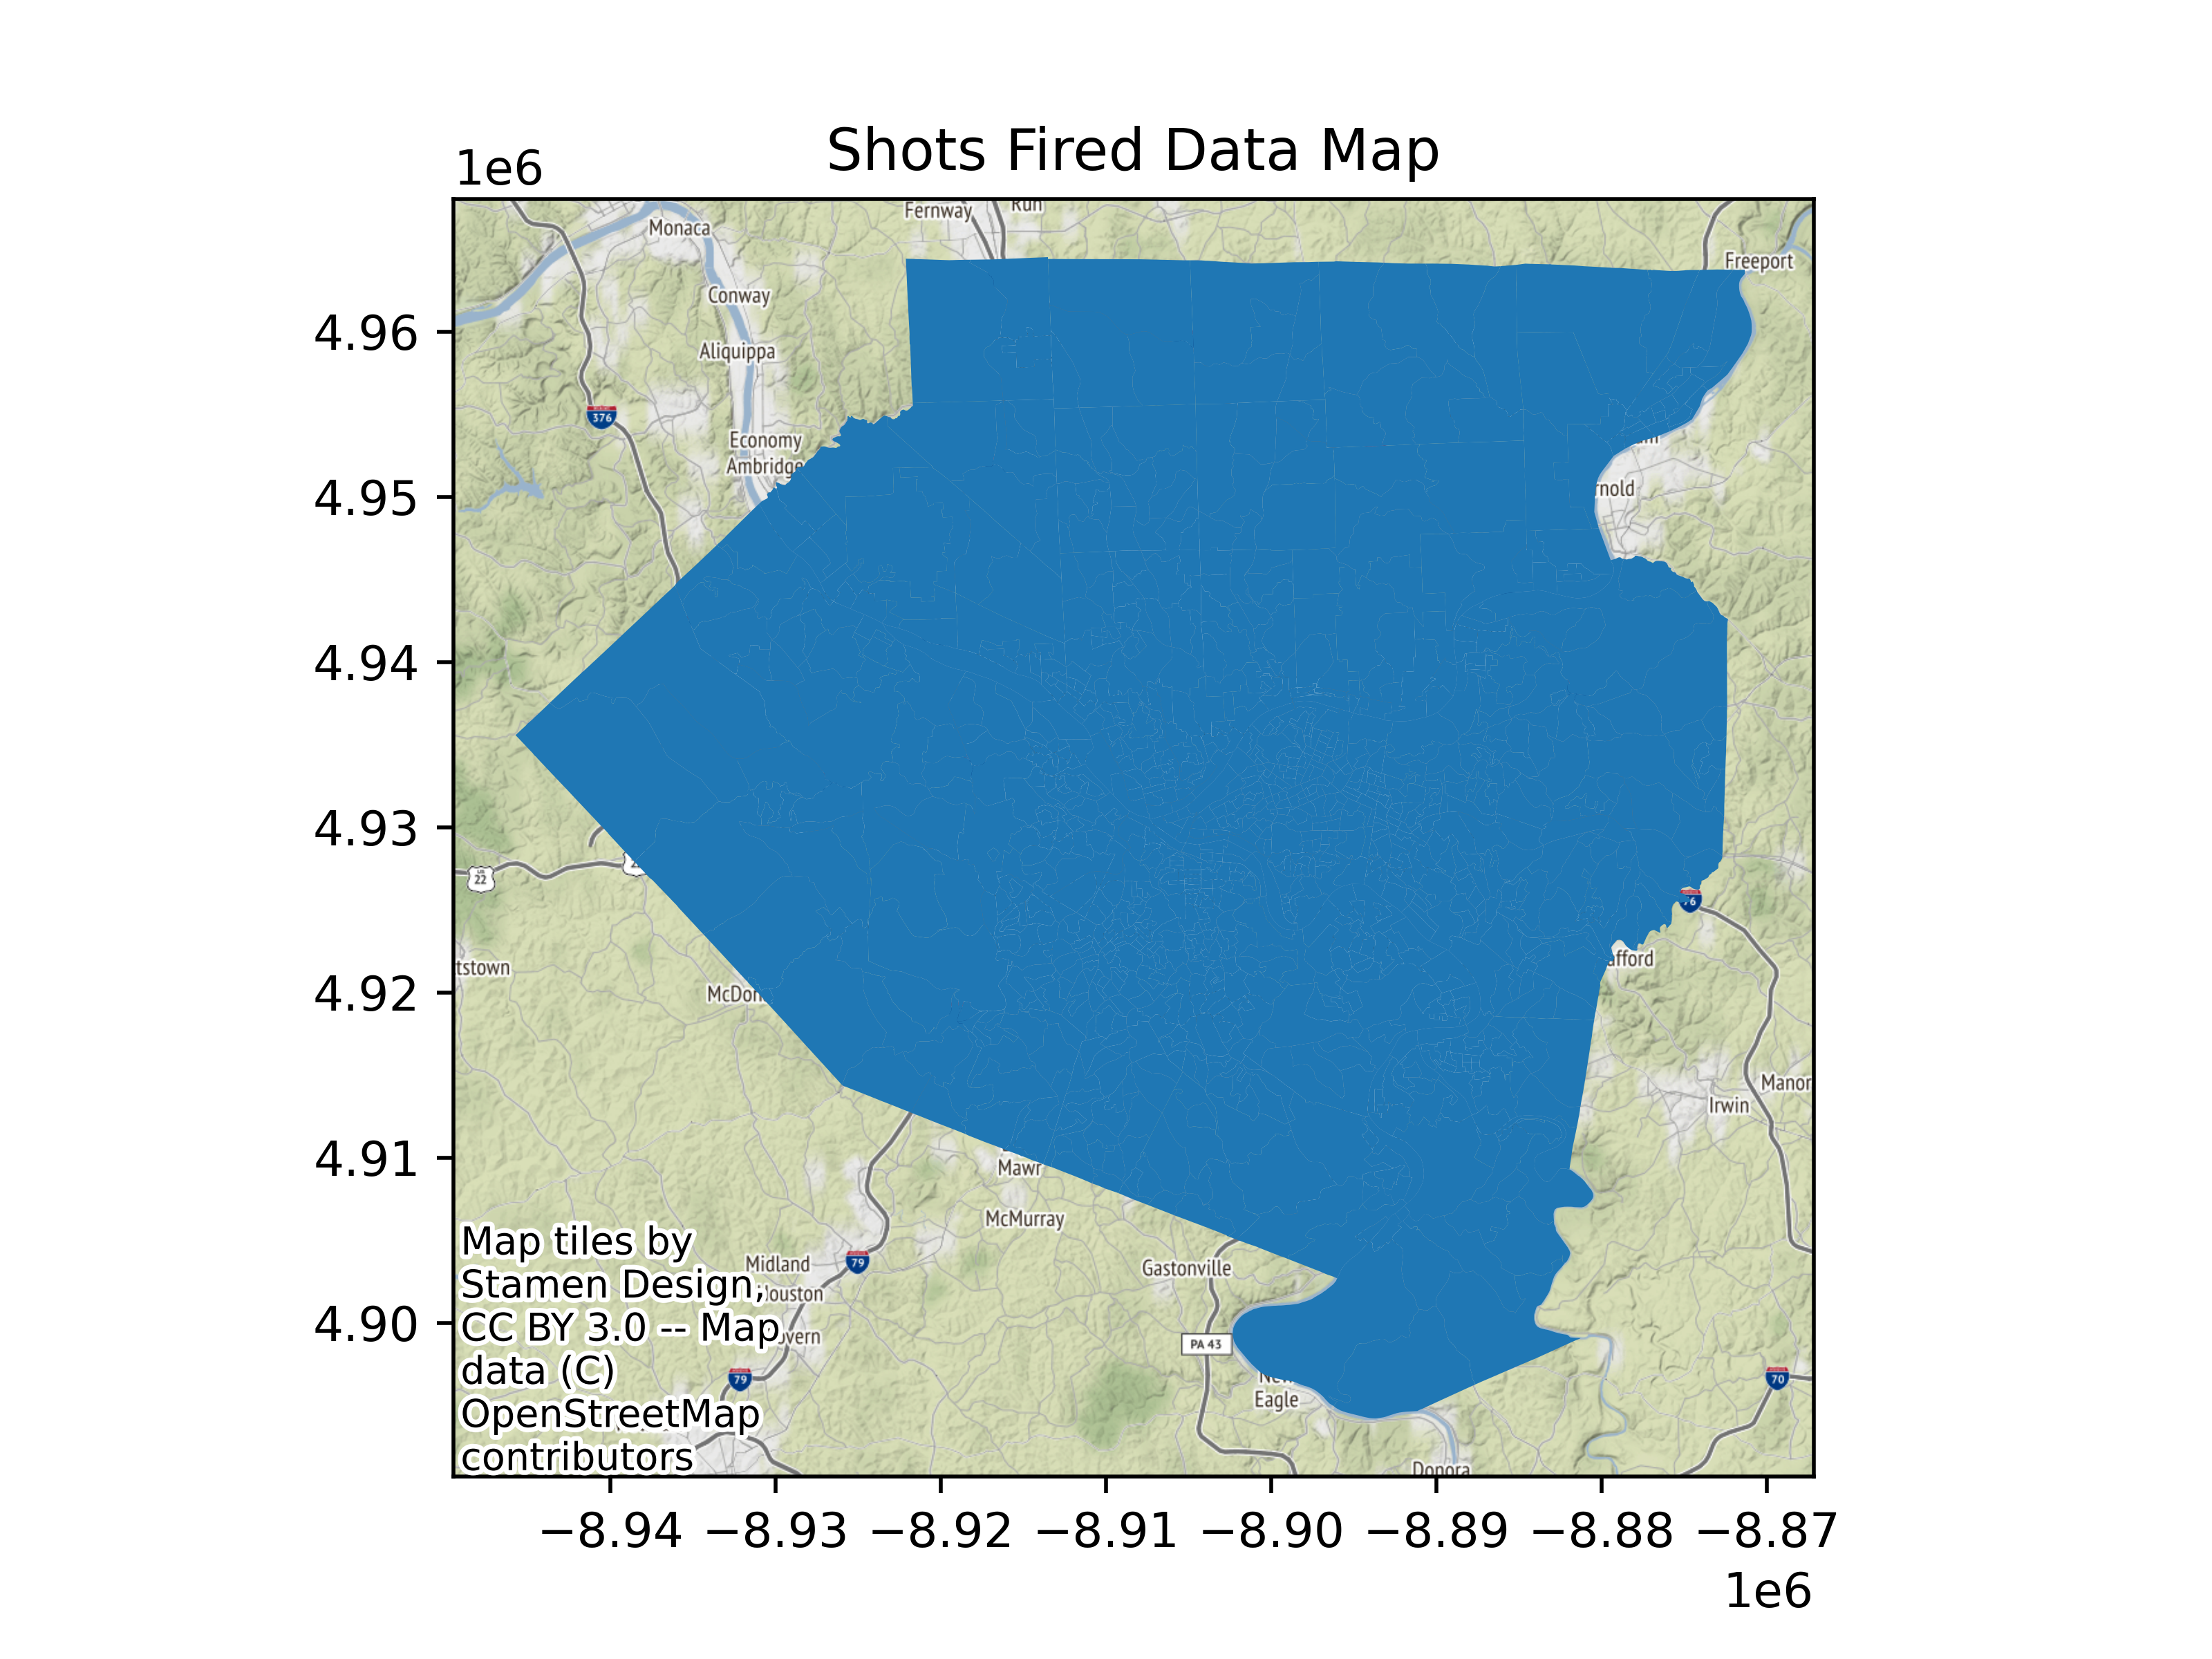 Shots Fired Data Map
1e6
Fernway
Run
Monaca
Freeport
Conway
4.96
Aliquippa
376
Economy
Ambridge
4.95
rnold
4.94
4.93
22
76
tstown
afford
McDon
4.92
Manor
Irwin
4.91
Mawr
McMurray
Map tiles by
Stamen Design,
CC BY 3.0 -- Map
data (C)
OpenStreetMap
contributors
Midland
79
Gastonville
ouston
4.90
overn
PA 43
79
New
Eagle
70
Donora
−8.94 −8.93 −8.92 −8.91 −8.90 −8.89 −8.88 −8.87
1e6